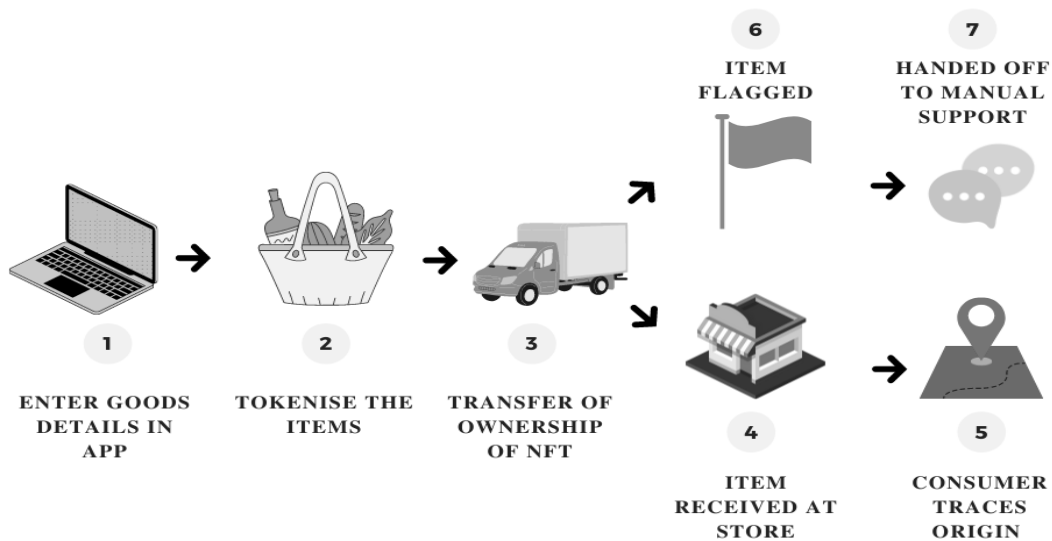 1
ENTER GOODS
DETAILS IN
APP
2
TOKENISE THE
ITEMS
3
TRANSFER OF
OWNERSHIP
OF NFT
6
ITEM
FLAGGED
7
HANDED OFF
TO MANUAL
SUPPORT
4
ITEM
RECEIVED AT
STORE
5
CONSUMER
TRACES
ORIGIN